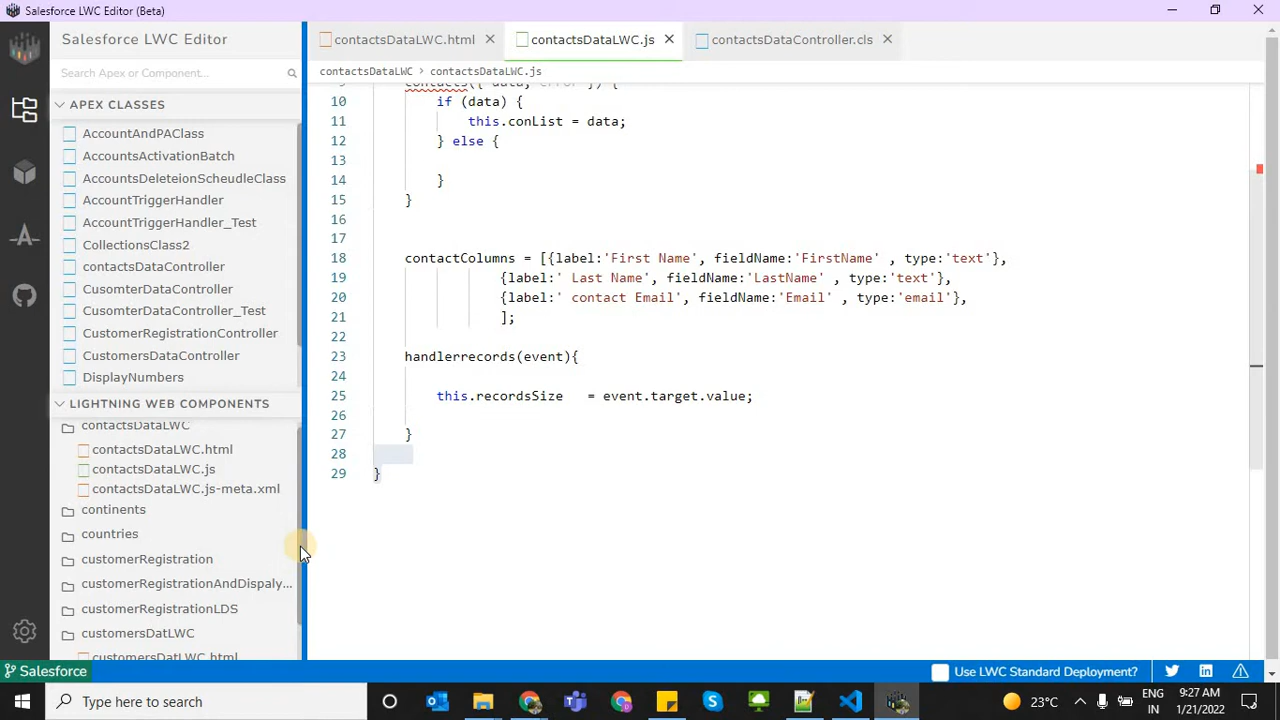 Salesforce LWC Editor (Beta)
Salesforce LWC Editor
Search Apex or Component...
APEX CLASSES
AccountAndPAClass
AccountsActivationBatch
AccountsDeleteionScheudleClass
AccountTriggerHandler
AccountTriggerHandler_Test
CollectionsClass2
contactsDataController
CusomterDataController
CusomterDataController_Test
CustomerRegistrationController
CustomersDataController
DisplayNumbers
LIGHTNING WEB COMPONENTS
contactsDataLWC
contactsDataLWC.html
contactsDataLWC.js
contactsDataLWC.js-meta.xml
continents
countries
customerRegistration
customerRegistrationAndDispaly...
customerRegistrationLDS
customersDatLWC
customersDatLWC.html
contactsDataLWC.html
contactsDataLWC.js
contactsDataController.cls
contactsDataLWC > contactsDataLWC.js
9 contacts({ data, error }) {
10 if (data) {
11 this.conList = data;
12 } else {
13
14 }
15 }
16
17
18 contactColumns = [{label:'First Name', fieldName:'FirstName' , type:'text'},
19 {label:' Last Name', fieldName:'LastName' , type:'text'},
20 {label:' contact Email', fieldName:'Email' , type:'email'},
21 ];
22
23 handlerrecords(event){
24
25 this.recordsSize = event.target.value;
26
27 }
28
29 }
Salesforce
Use LWC Standard Deployment?
Type here to search
23°C
ENG
IN
9:27 AM
1/21/2022